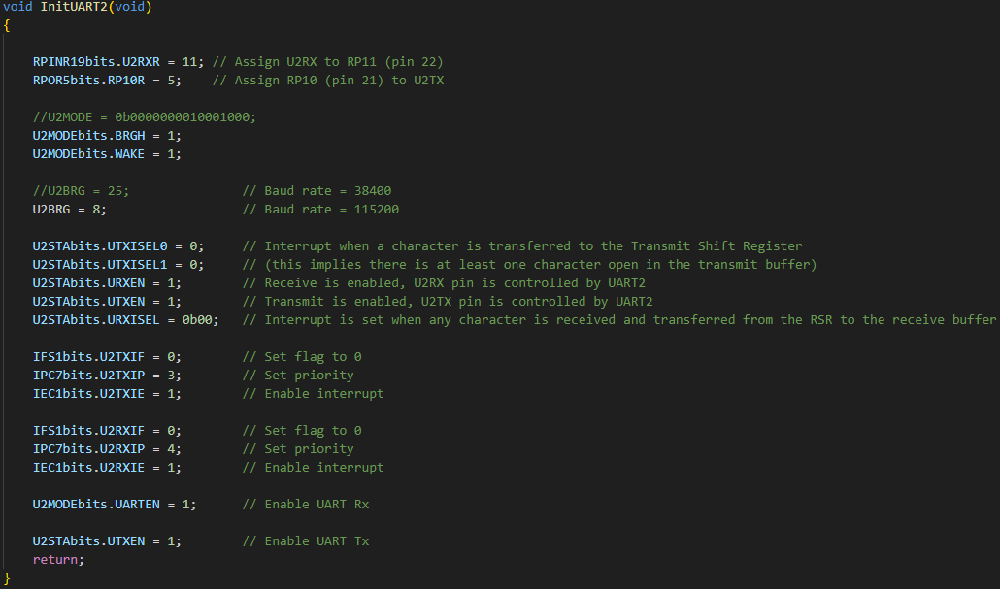 void InitUART2(void)
{
RPINR19bits.U2RXR = 11; // Assign U2RX to RP11 (pin 22)
RPOR5bits.RP10R = 5; // Assign RP10 (pin 21) to U2TX
//U2MODE = 0b0000000010001000;
U2MODEbits.BRGH = 1;
U2MODEbits.WAKE = 1;
//U2BRG = 25; // Baud rate = 38400
U2BRG = 8; // Baud rate = 115200
U2STAbits.UTXISEL0 = 0; // Interrupt when a character is transferred to the Transmit Shift Register
U2STAbits.UTXISEL1 = 0; // (this implies there is at least one character open in the transmit buffer)
U2STAbits.URXEN = 1; // Receive is enabled, U2RX pin is controlled by UART2
U2STAbits.UTXEN = 1; // Transmit is enabled, U2TX pin is controlled by UART2
U2STAbits.URXISEL = 0b00; // Interrupt is set when any character is received and transferred from the RSR to the receive buffer
IFS1bits.U2TXIF = 0; // Set flag to 0
IPC7bits.U2TXIP = 3; // Set priority
IEC1bits.U2TXIE = 1; // Enable interrupt
IFS1bits.U2RXIF = 0; // Set flag to 0
IPC7bits.U2RXIP = 4; // Set priority
IEC1bits.U2RXIE = 1; // Enable interrupt
U2MODEbits.UARTEN = 1; // Enable UART Rx
U2STAbits.UTXEN = 1; // Enable UART Tx
return;
}